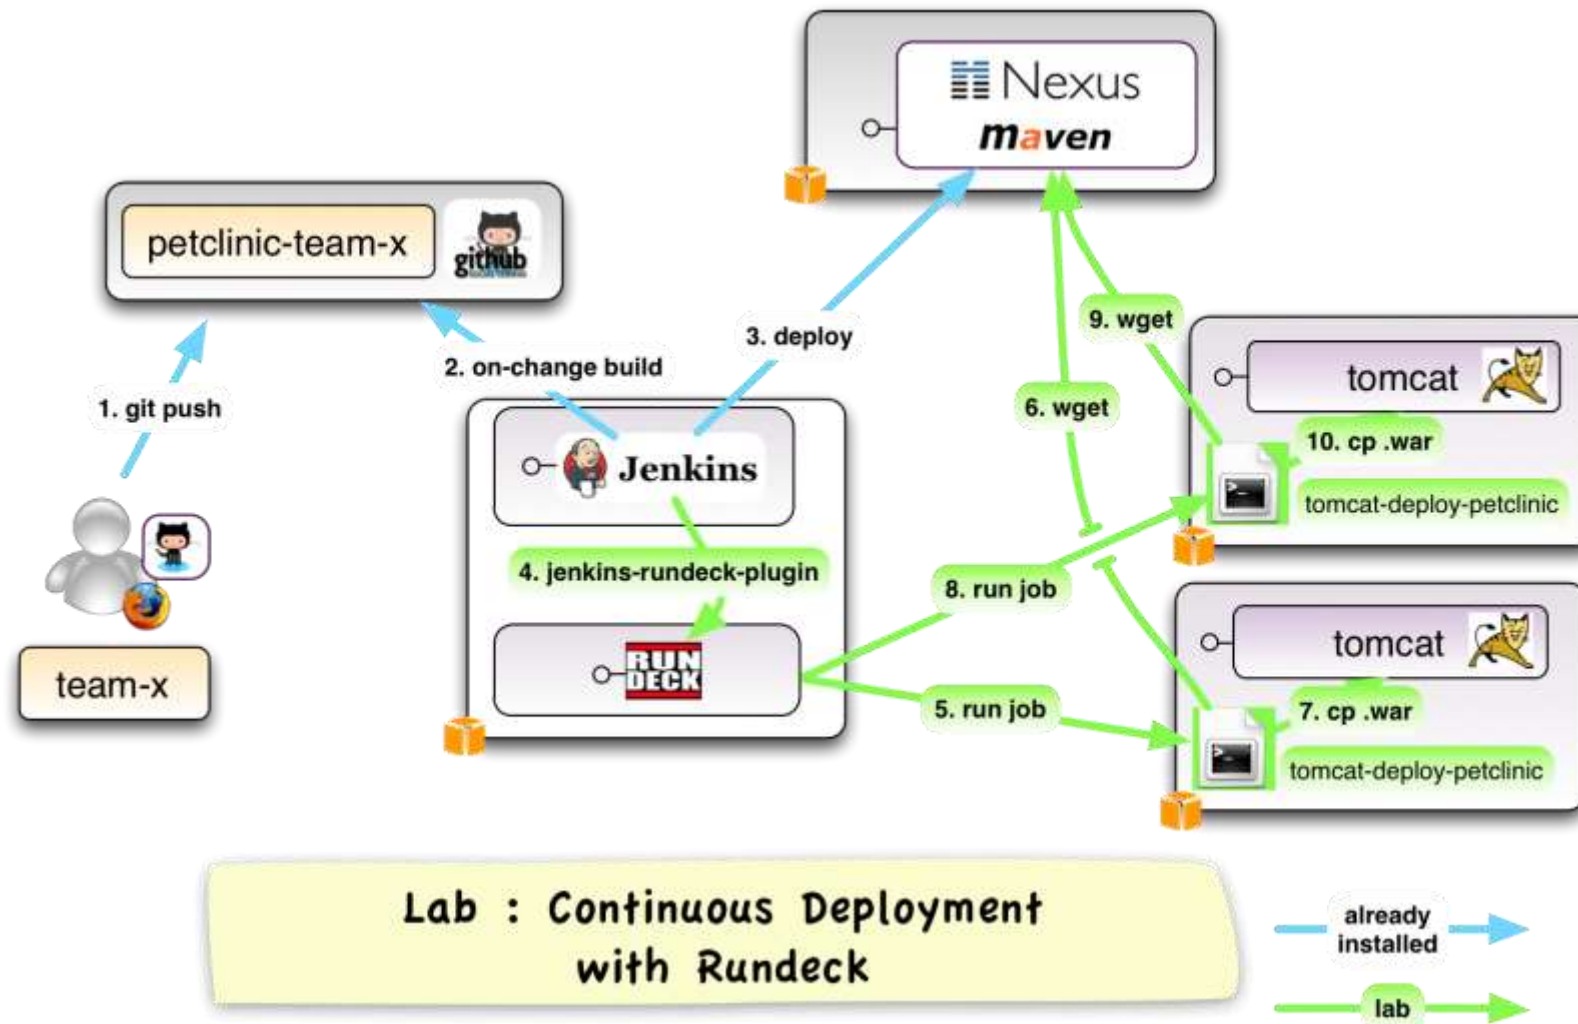 Nexus
maven
petclinic-team-x
github
3. deploy
9. wget
2. on-change build
tomcat
1. git push
6. wget
10. cp .war
Jenkins
tomcat-deploy-petclinic
4. jenkins-rundeck-plugin
8. run job
tomcat
RUN
DECK
team-x
5. run job
7. cp .war
tomcat-deploy-petclinic
Lab : Continuous Deployment
with Rundeck
already
installed
lab